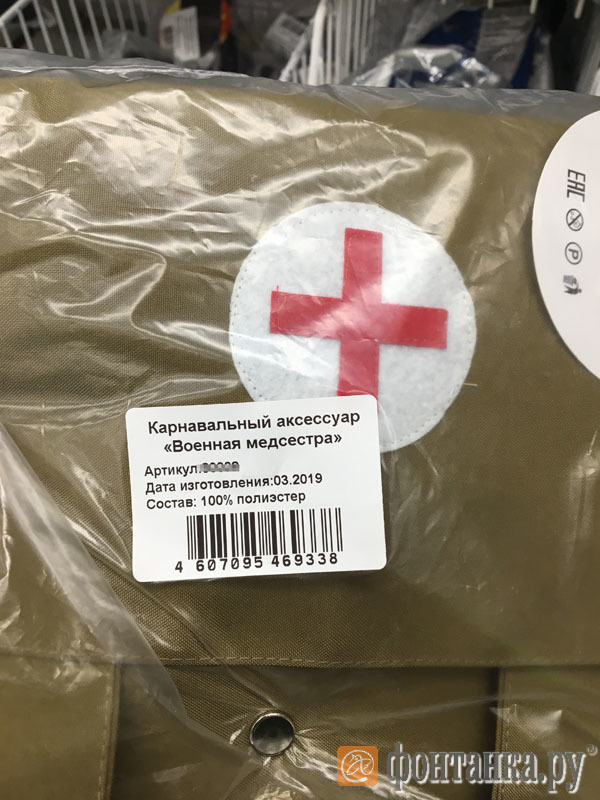 EAC
Карнавальный аксессуар
«Военная медсестра»
Артикул:
Дата изготовления:03.2019
Состав: 100% полиэстер
4 607095 469338
фонтанка.ру